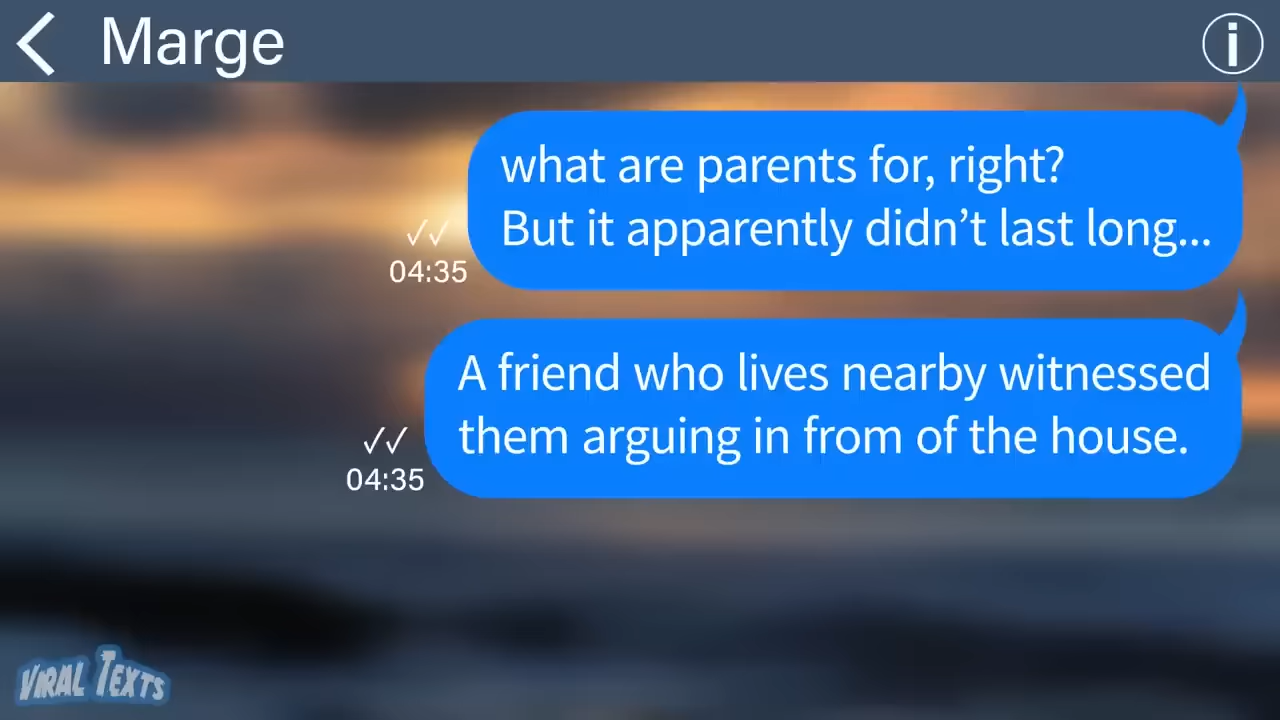 Marge
i
what are parents for, right?
But it apparently didn’t last long...
✓✓
04:35
A friend who lives nearby witnessed
them arguing in from of the house.
✓✓
04:35
VIRAL TEXTS